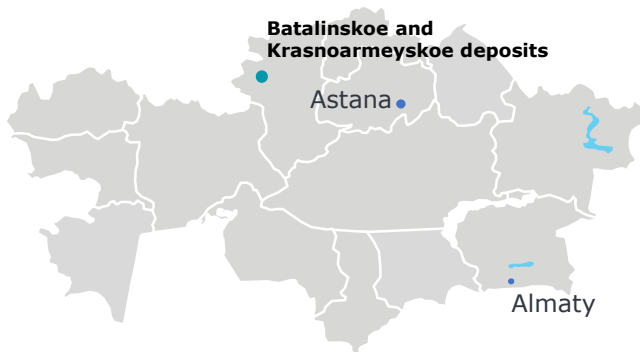 Batalinskoe and
Krasnoarmeyskoe deposits
Astana
Almaty